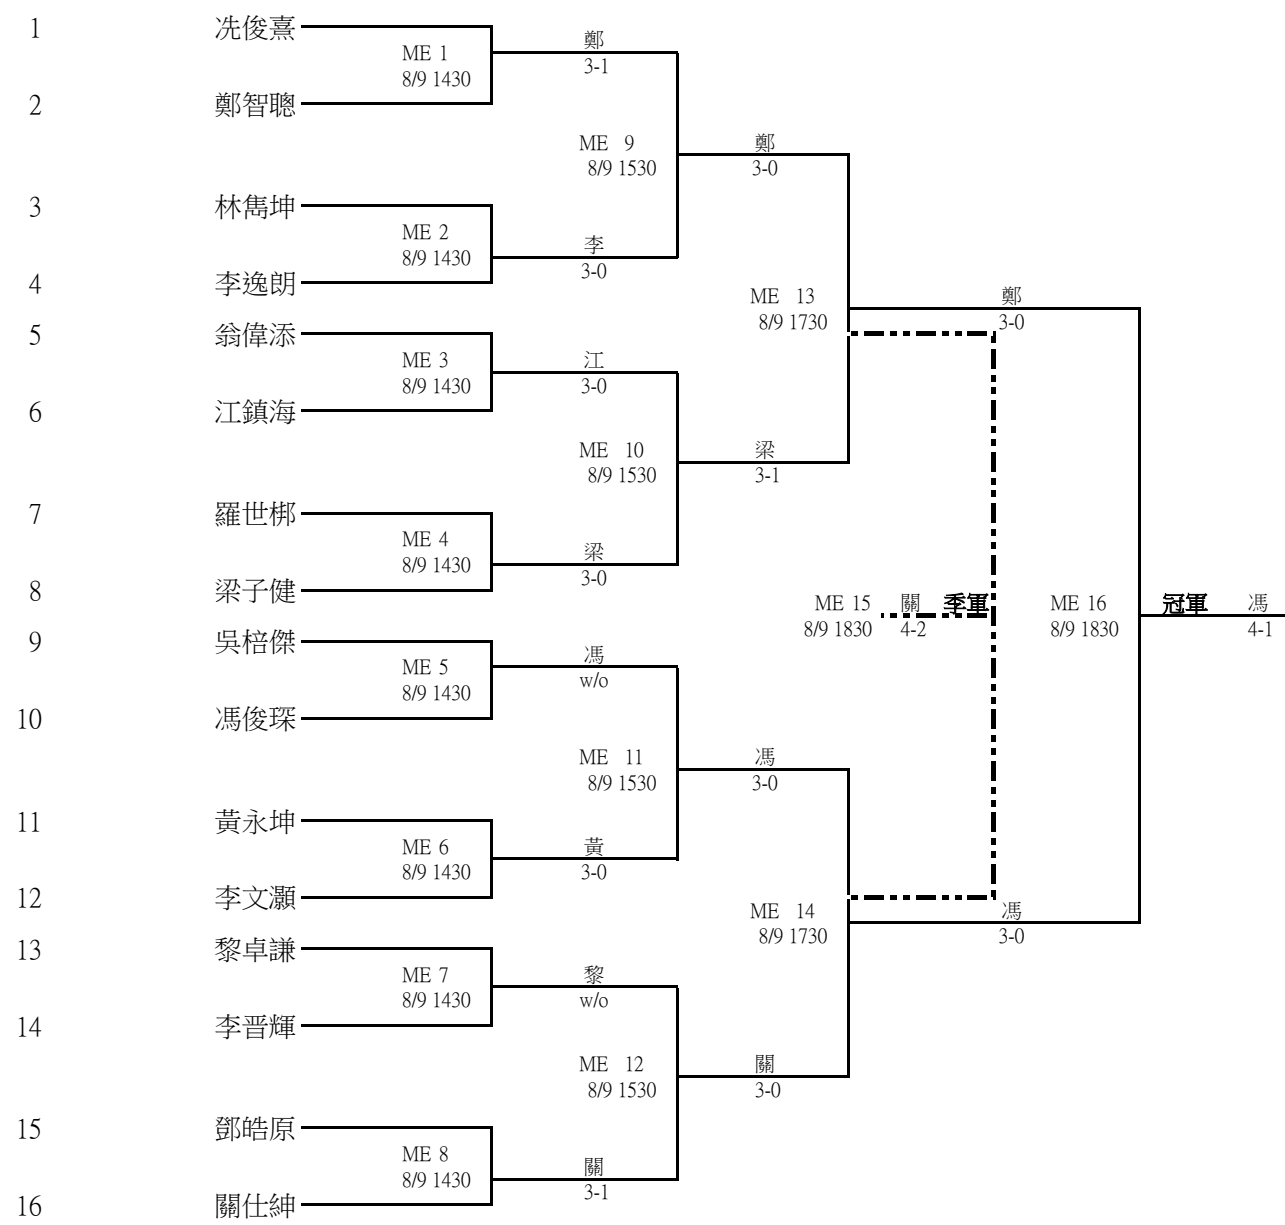 1 冼俊熹
ME 1
8/9 1430
鄭
3-1
2 鄭智聰
ME 9
8/9 1530
鄭
3-0
3 林雋坤
ME 2
8/9 1430
李
3-0
4 李逸朗
ME 13
8/9 1730
鄭
3-0
5 翁偉添
ME 3
8/9 1430
江
3-0
6 江鎮海
ME 10
8/9 1530
梁
3-1
7 羅世梆
ME 4
8/9 1430
梁
3-0
8 梁子健
ME 15
8/9 1830
關
4-2
季軍
ME 16
8/9 1830
冠軍
馮
4-1
9 吳棓傑
ME 5
8/9 1430
馮
w/o
10 馮俊琛
ME 11
8/9 1530
馮
3-0
11 黃永坤
ME 6
8/9 1430
黃
3-0
12 李文灝
ME 14
8/9 1730
馮
3-0
13 黎卓謙
ME 7
8/9 1430
黎
w/o
14 李晋輝
ME 12
8/9 1530
關
3-0
15 鄧皓原
ME 8
8/9 1430
關
3-1
16 關仕紳